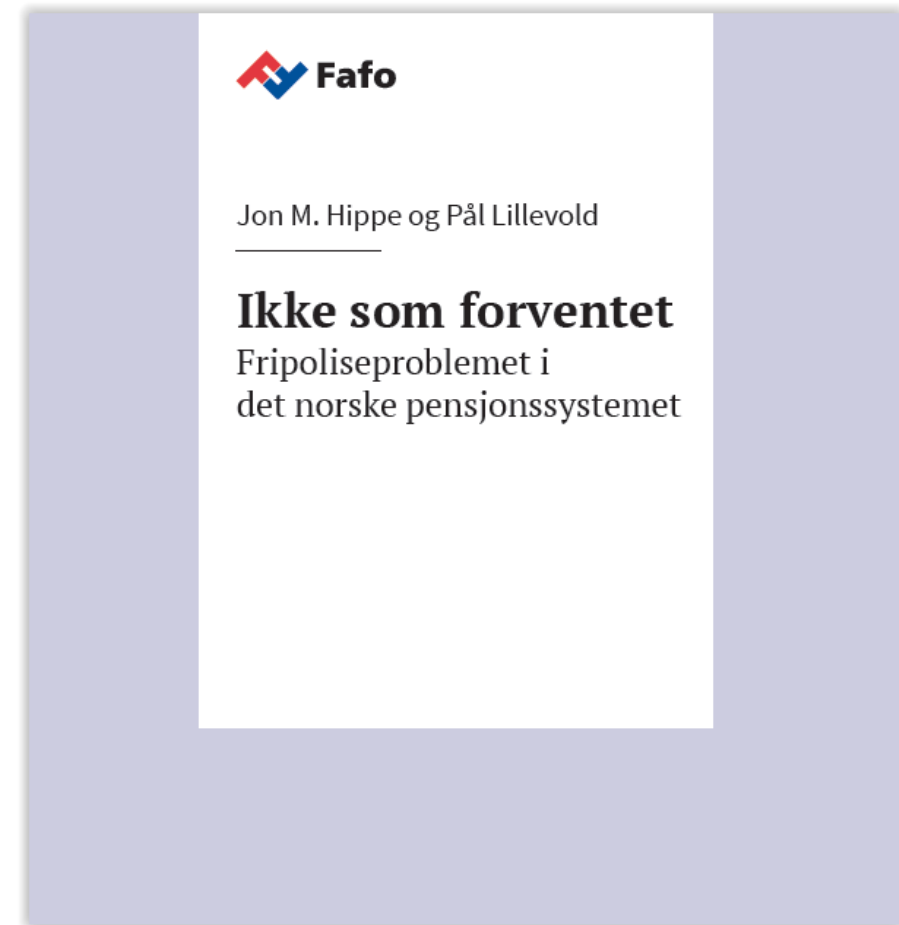 Fafo
Jon M. Hippe og Pål Lillevold
Ikke som forventet
Fripoliseproblemet i
det norske pensjonssystemet